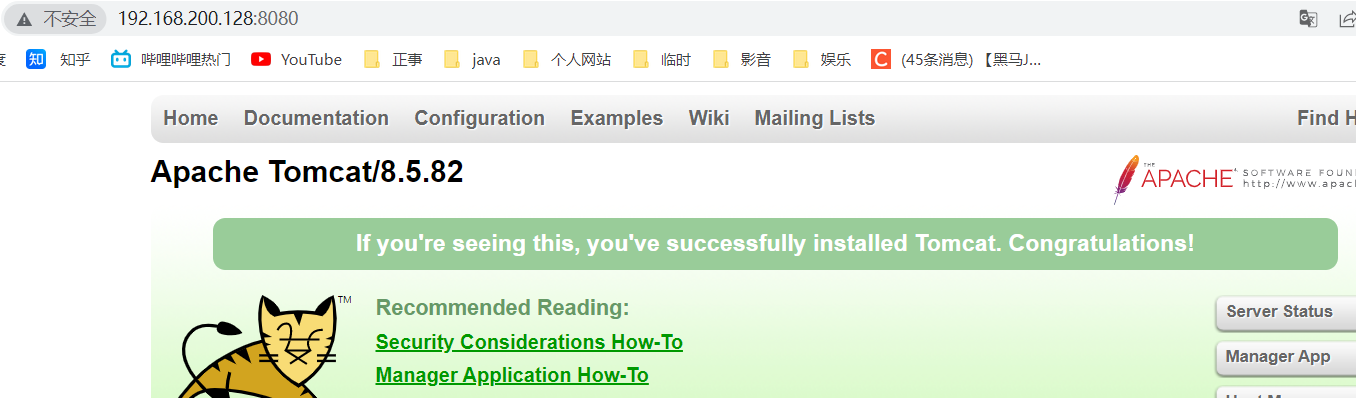 不安全 192.168.200.128:8080
知 知乎 哔哩哔哩热门 YouTube 正事 java 个人网站 临时 影音 娱乐 C (45条消息) 【黑马J...
Home Documentation Configuration Examples Wiki Mailing Lists Find H
Apache Tomcat/8.5.82
THE
APACHE SOFTWARE FOUN
http://www.apac
If you're seeing this, you've successfully installed Tomcat. Congratulations!
TM
Recommended Reading:
Security Considerations How-To
Manager Application How-To
Server Status
Manager App